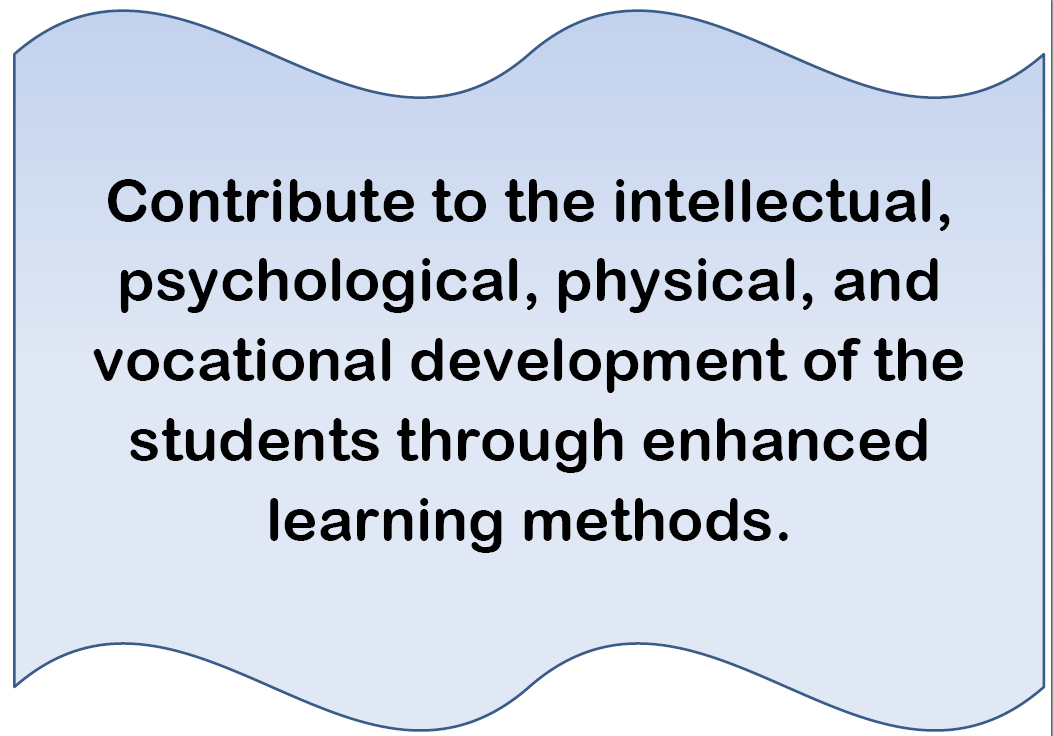 Contribute to the intellectual,
psychological, physical, and
vocational development of the
students through enhanced
learning methods.